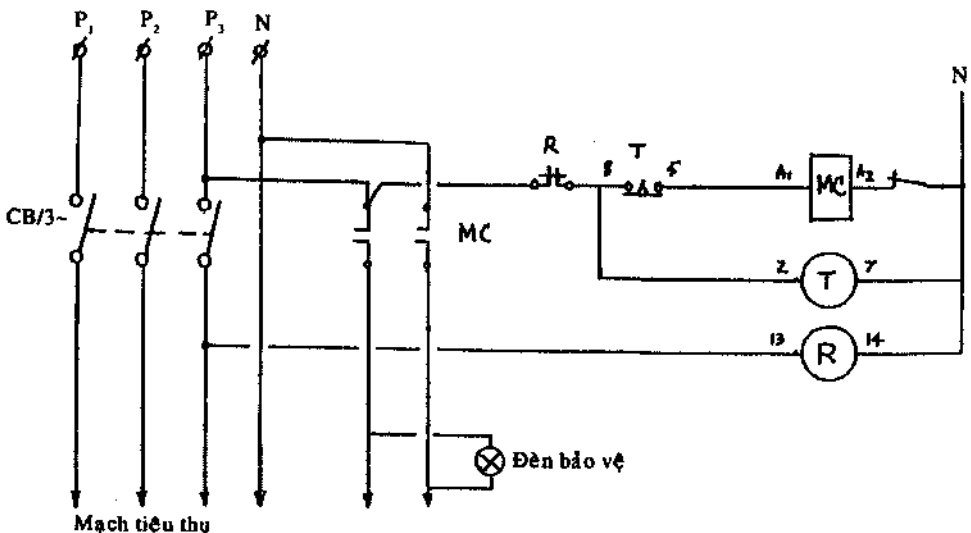 P₁ P₂ P₃ N
N
R 8 T 5 A1 MC A2
CB/3~
MC
2 T 7
13 R 14
Đèn bảo vệ
Mạch tiêu thụ